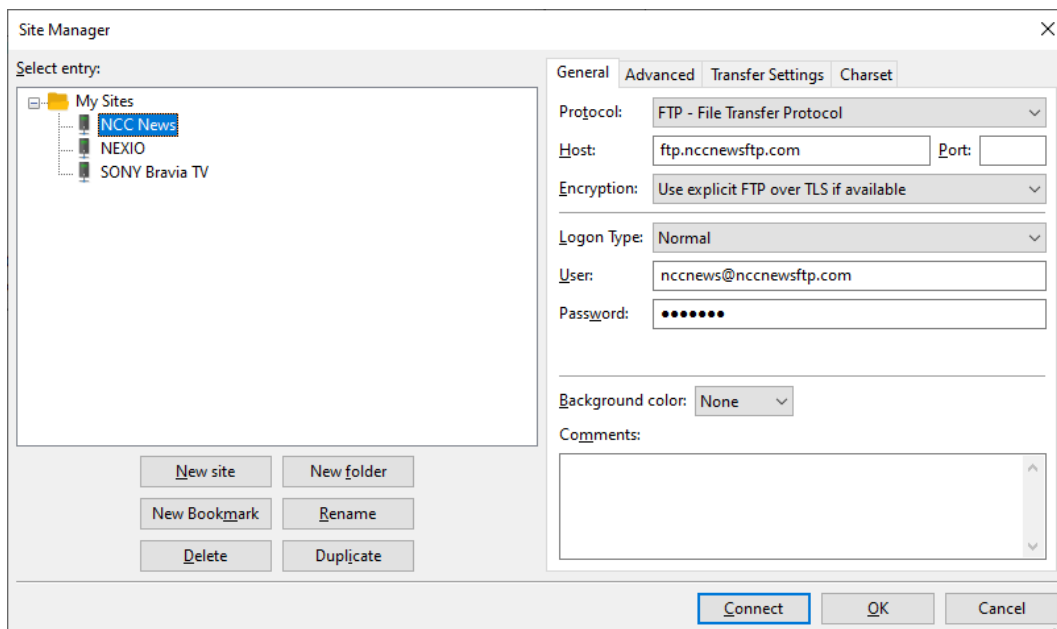 Site Manager
Select entry:
My Sites
NCC News
NEXIO
SONY Bravia TV
New site
New folder
New Bookmark
Rename
Delete
Duplicate
General
Advanced
Transfer Settings
Charset
Protocol:
FTP - File Transfer Protocol
Host:
ftp.nccnewsftp.com
Port:
Encryption:
Use explicit FTP over TLS if available
Logon Type:
Normal
User:
nccnews@nccnewsftp.com
Password:
•••••••
Background color:
None
Comments:
Connect
OK
Cancel